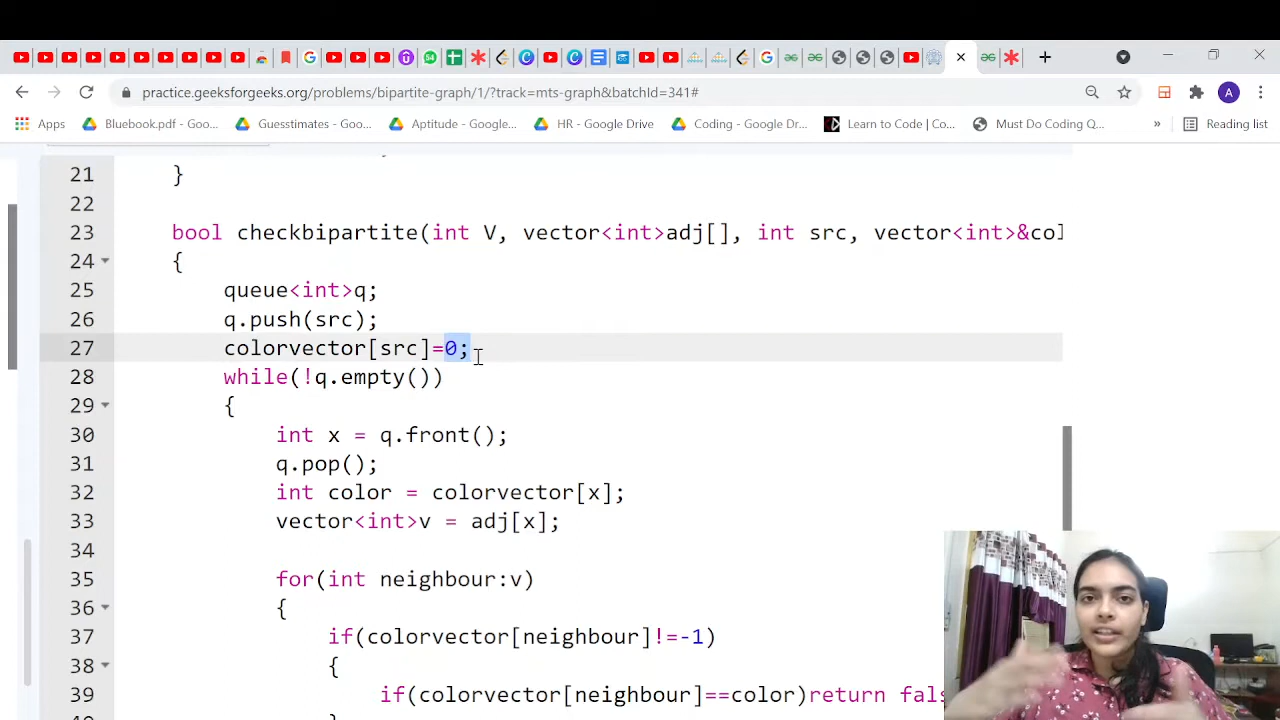 practice.geeksforgeeks.org/problems/bipartite-graph/1/?track=mts-graph&batchId=341#
A
Apps Bluebook.pdf - Go... Guesstimates - Goo... Aptitude - Google... HR - Google Drive Coding - Google Dr... Learn to Code | Co... Must Do Coding Q... » Reading list
21 }
22
23 bool checkbipartite(int V, vector<int>adj[], int src, vector<int>&col
24 {
25 queue<int>q;
26 q.push(src);
27 colorvector[src]=0;
28 while(!q.empty())
29 {
30 int x = q.front();
31 q.pop();
32 int color = colorvector[x];
33 vector<int>v = adj[x];
34
35 for(int neighbour:v)
36 {
37 if(colorvector[neighbour]!=-1)
38 {
39 if(colorvector[neighbour]==color)return fals